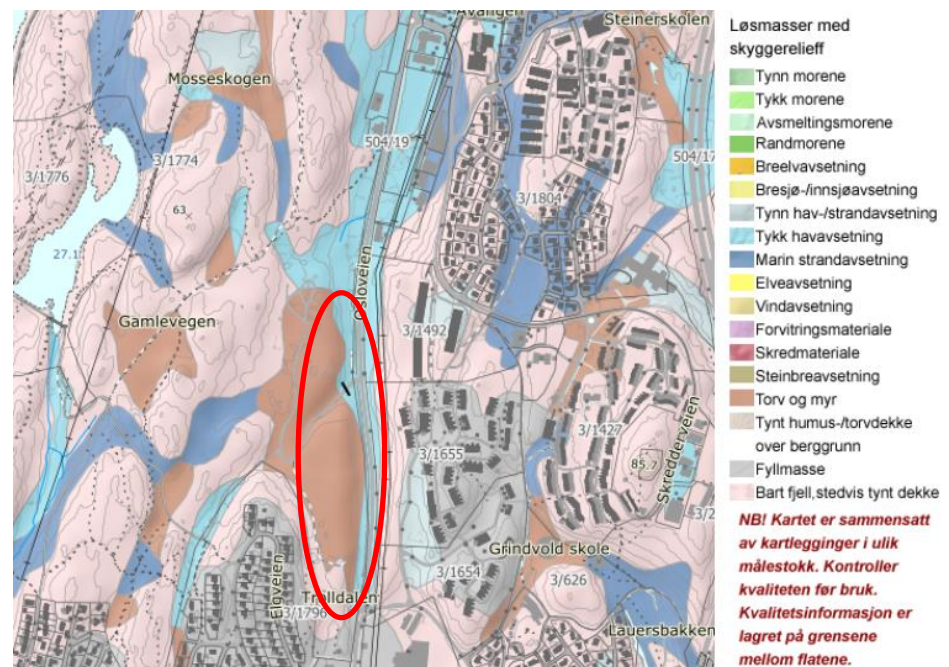 Åvangen
Steinerskolen
Mosseskogen
504/19
3/1774
3/1776
504/17
3/1804
63
27.1
Osloveien
Gamlevegen
3/1492
3/1427
Skredderveien
3/1655
85.7
Grindvold skole
3/1654
3/626
Elgveien
Trolldalen
3/1796
Lauersbakken
Løsmasser med
skyggerelieff
Tynn morene
Tykk morene
Avsmeltingsmorene
Randmorene
Breelvavsetning
Bresjø-/innsjøavsetning
Tynn hav-/strandavsetning
Tykk havavsetning
Marin strandavsetning
Elveavsetning
Vindavsetning
Forvitringsmateriale
Skredmateriale
Steinbreavsetning
Torv og myr
Tynt humus-/torvdekke
over berggrunn
Fyllmasse
Bart fjell,stedvis tynt dekke
NB! Kartet er sammensatt
av kartlegginger i ulik
målestokk. Kontroller
kvaliteten før bruk.
Kvalitetsinformasjon er
lagret på grensene
mellom flatene.